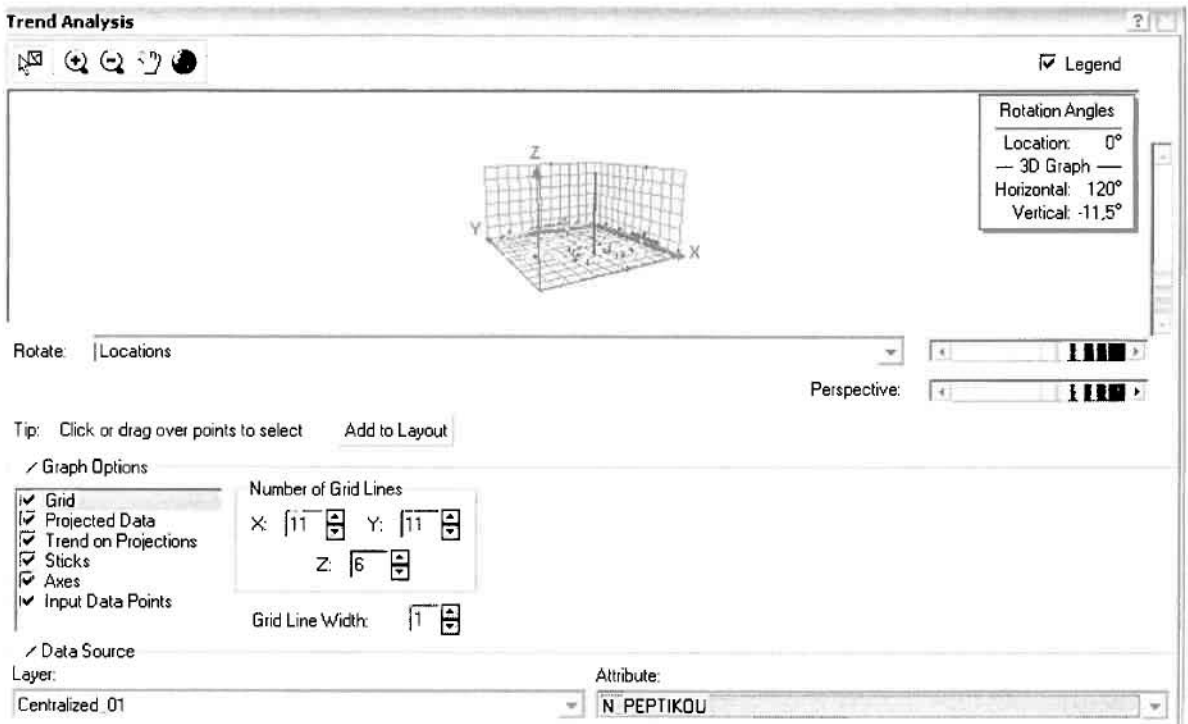 Trend Analysis
?
Legend
Rotation Angles
Location: 0°
3D Graph
Horizontal: 120°
Vertical: -11,5°
Z
Y
X
Rotate: Locations
Perspective:
Tip: Click or drag over points to select Add to Layout
Graph Options
Grid
Projected Data
Trend on Projections
Sticks
Axes
Input Data Points
Number of Grid Lines
X: 11 Y: 11
Z: 6
Grid Line Width: 1
Data Source
Layer: Attribute:
Centralized_01 N_PEPTIKOU